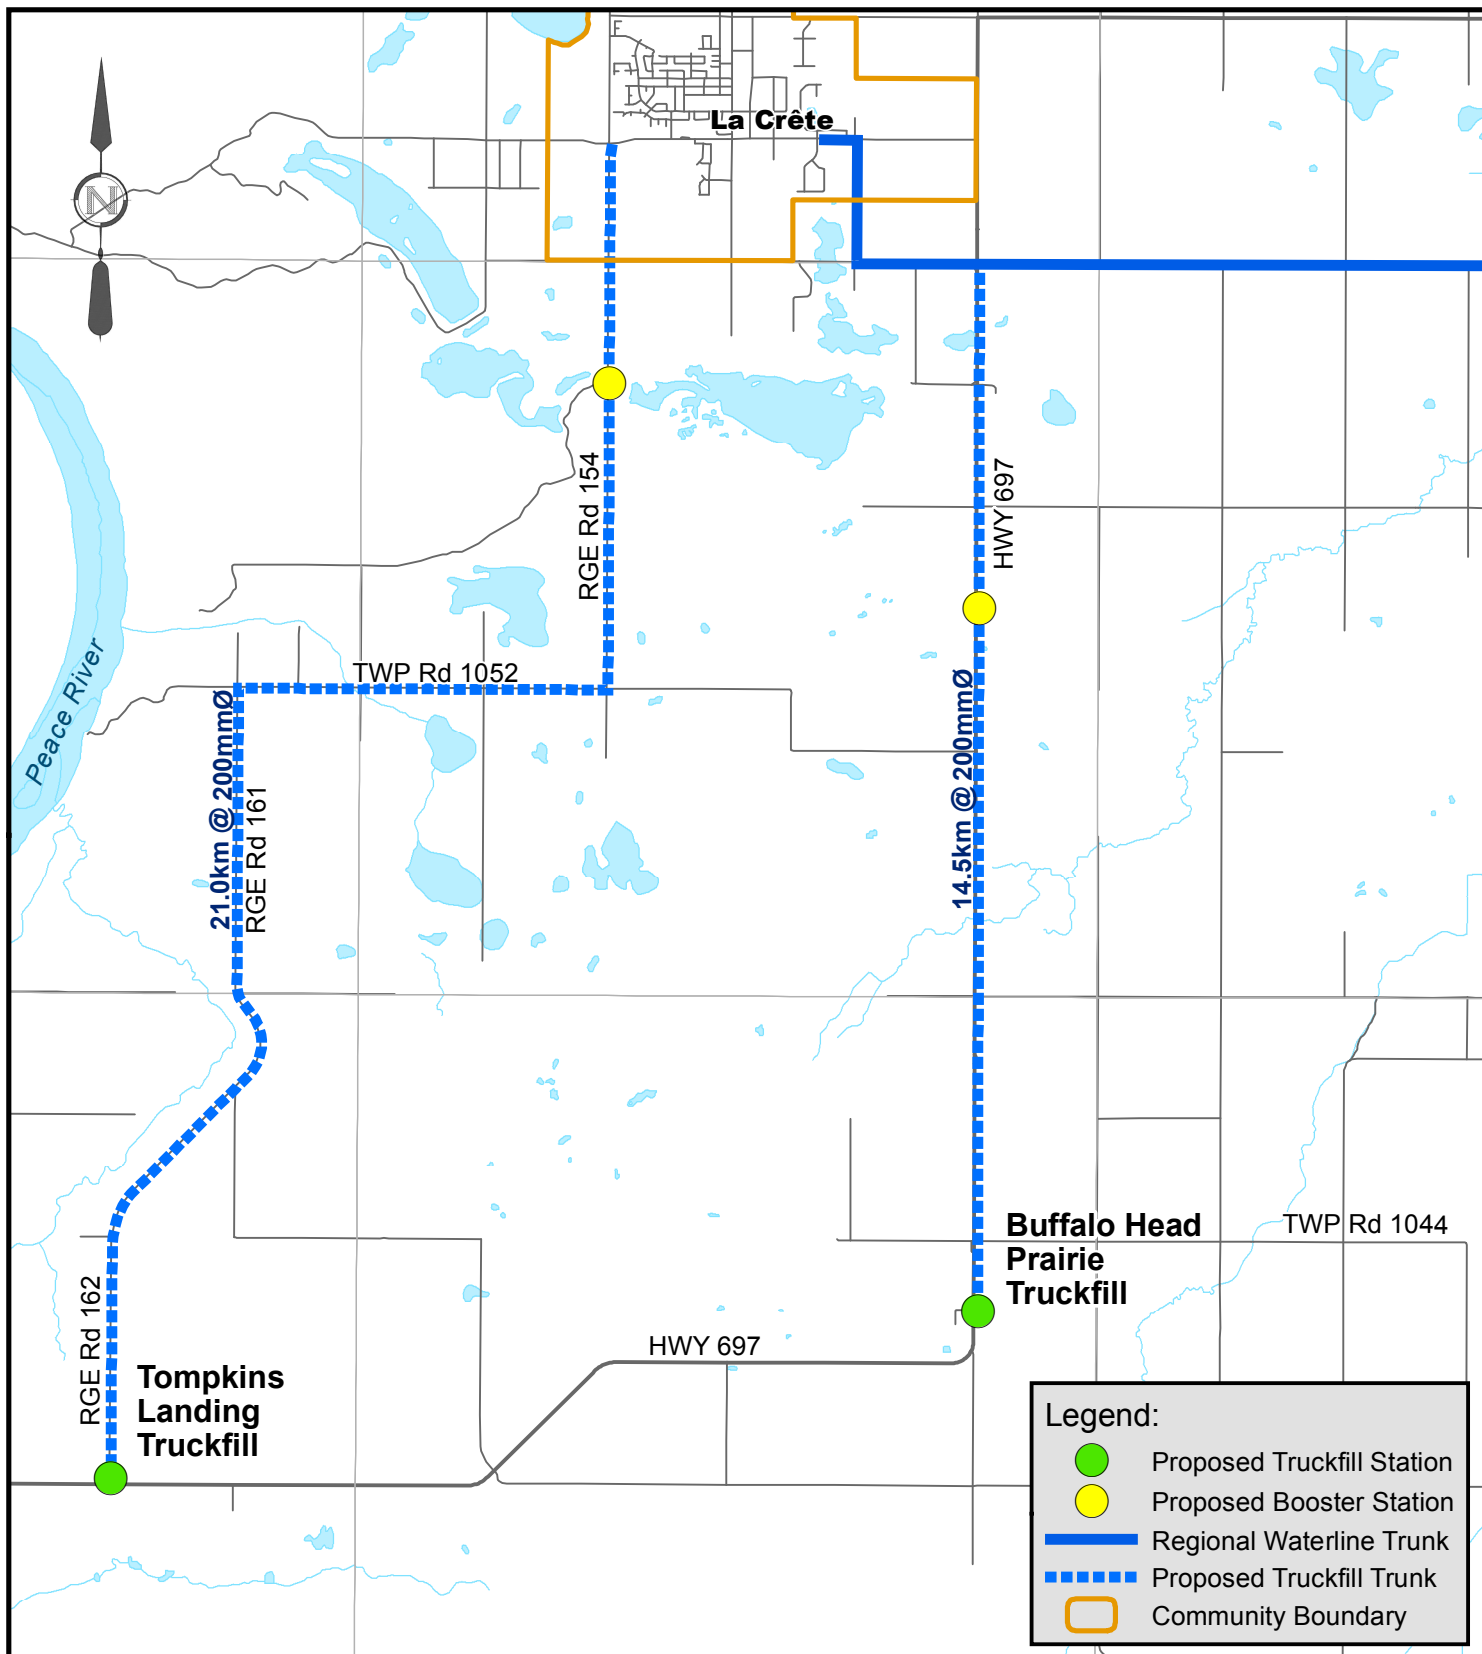 La Crête
N
RGE Rd 154
HWY 697
TWP Rd 1052
Peace River
21.0km @ 200mmØ
RGE Rd 161
14.5km @ 200mmØ
Buffalo Head
Prairie
Truckfill
TWP Rd 1044
RGE Rd 162
HWY 697
Tompkins
Landing
Truckfill
Legend:
Proposed Truckfill Station
Proposed Booster Station
Regional Waterline Trunk
Proposed Truckfill Trunk
Community Boundary